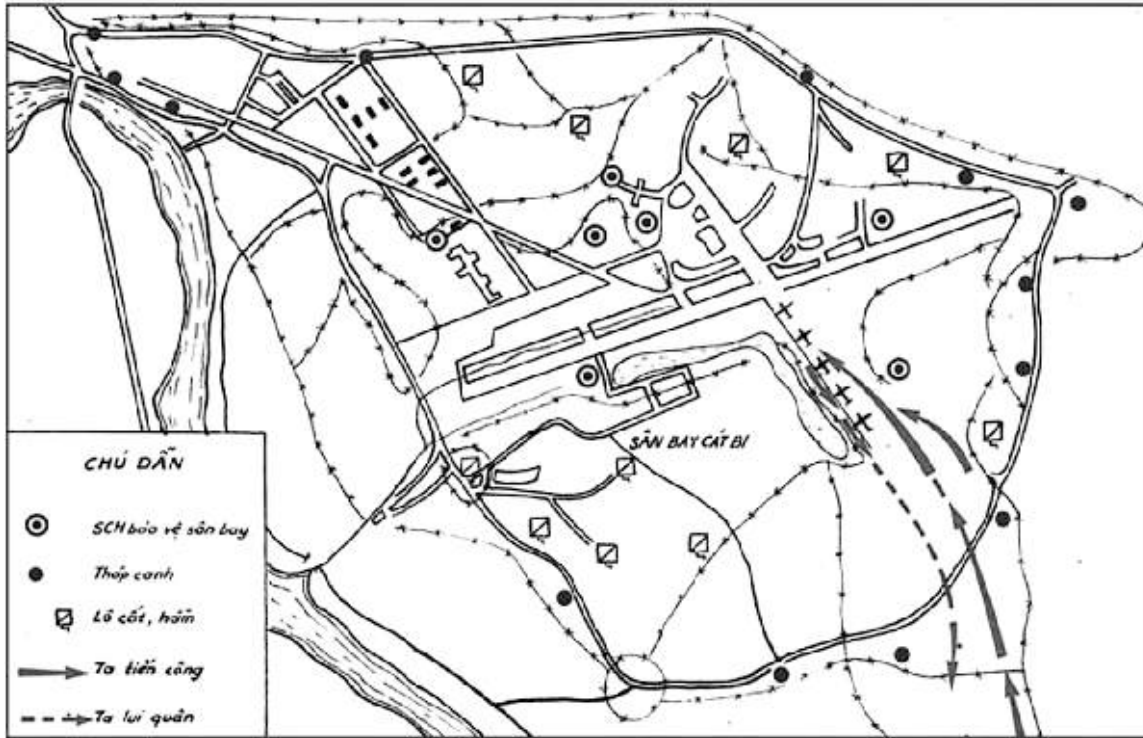 SÂN BAY CÁT BI
CHÚ DẪN
SCH bảo vệ sân bay
Tháp canh
Lô cốt, hầm
Ta tiến công
Ta lui quân